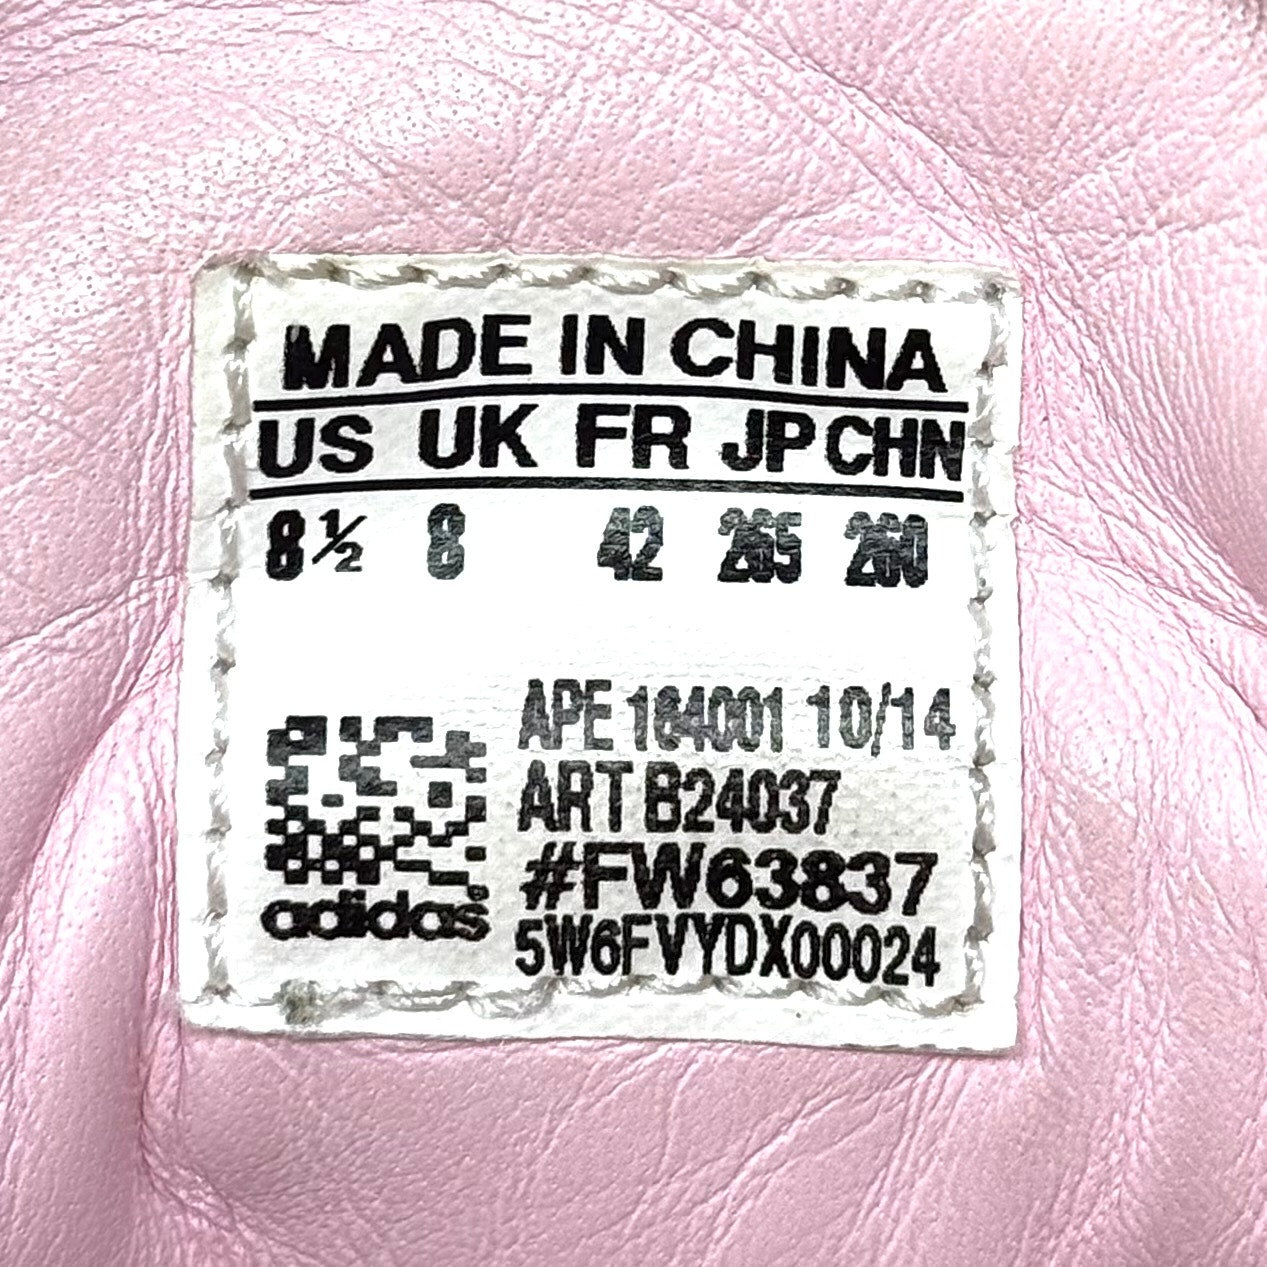 MADE IN CHINA
US UK FR JP CHN
8½ 8 42 265 260
APE 184001 10/14
ART B24037
#FW63837
5W6FVYDX00024
adidas